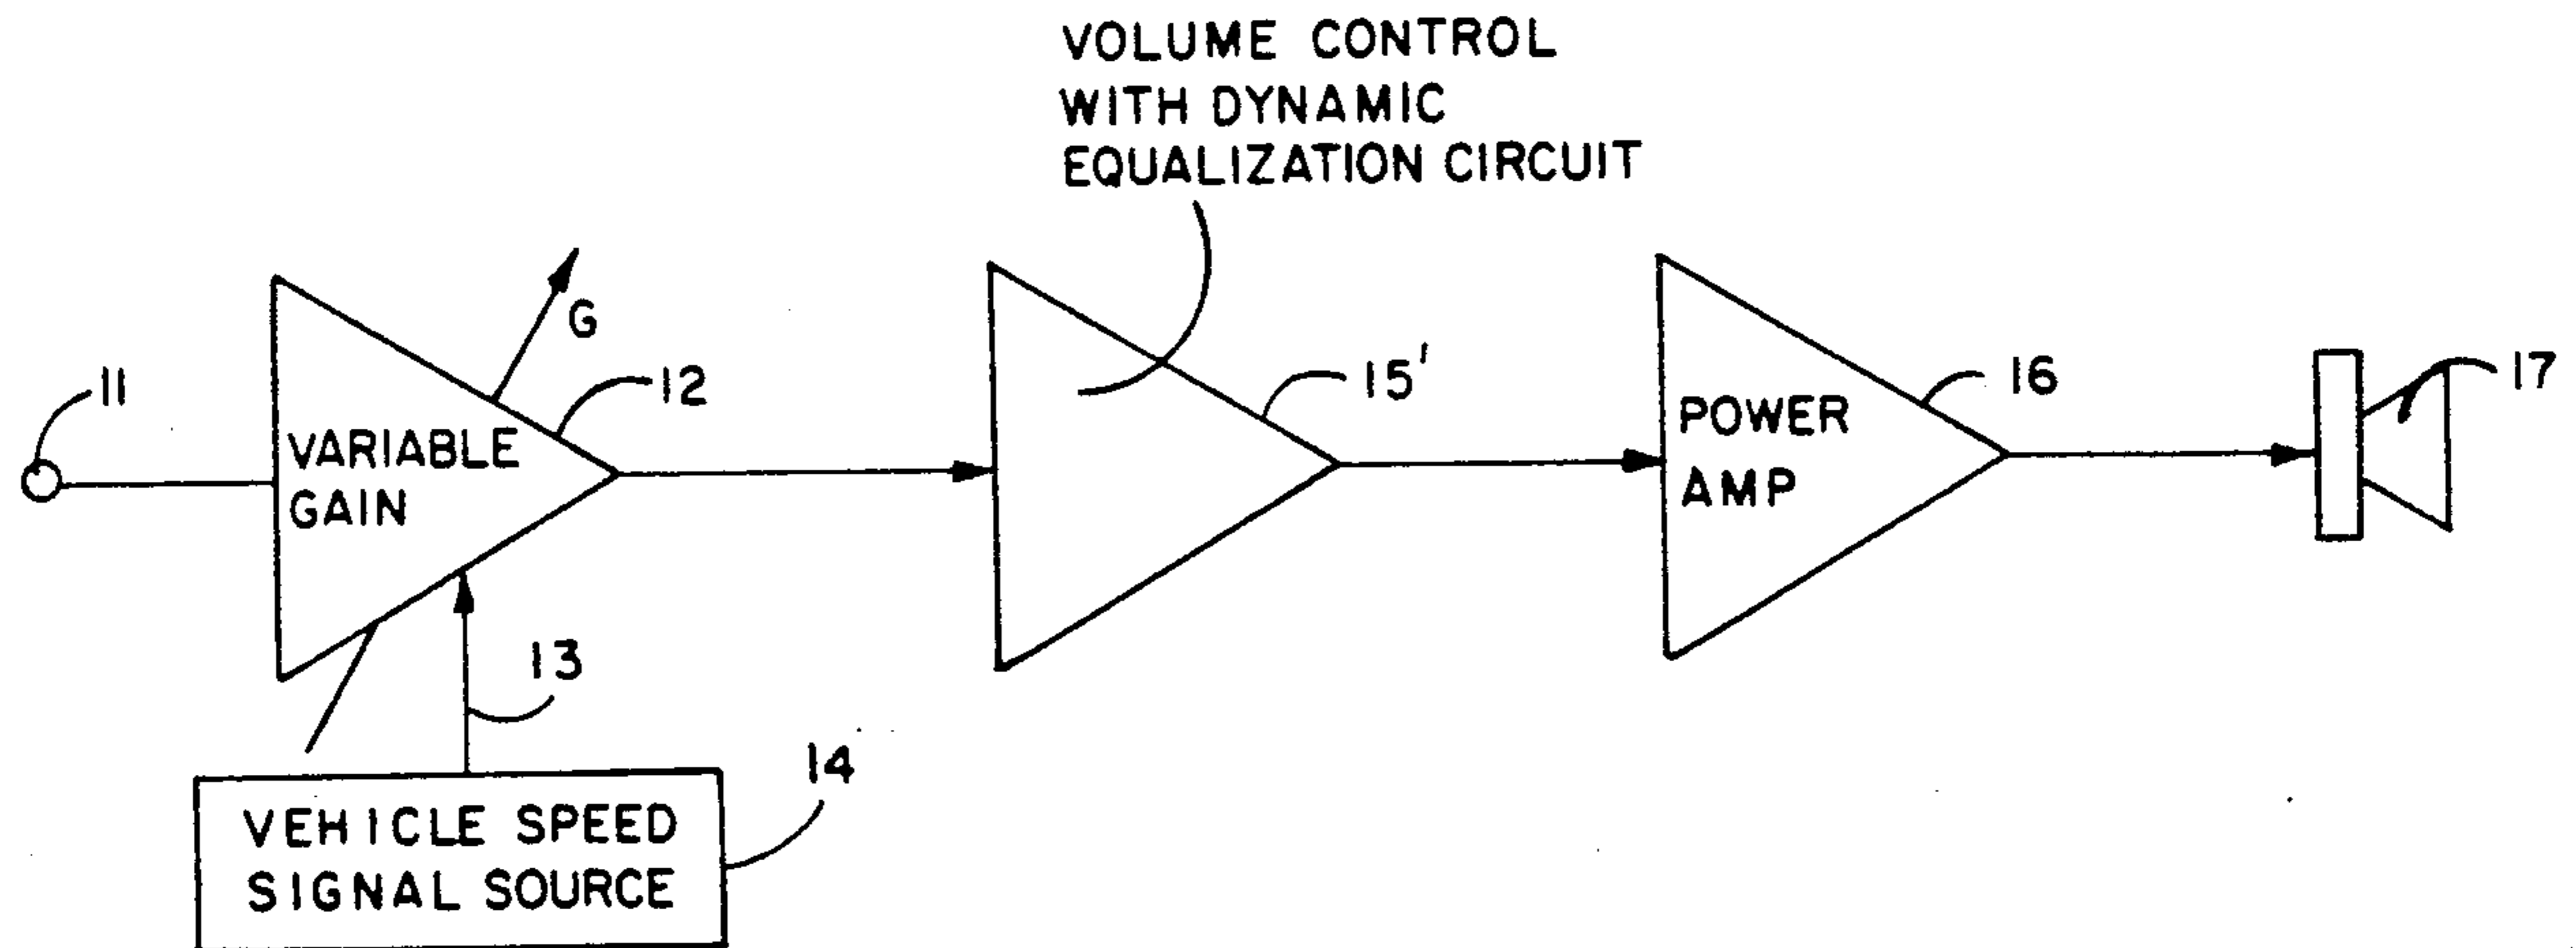 VOLUME CONTROL
WITH DYNAMIC
EQUALIZATION CIRCUIT
11
VARIABLE
GAIN
G
12
15'
POWER
AMP
16
17
13
14
VEHICLE SPEED
SIGNAL SOURCE